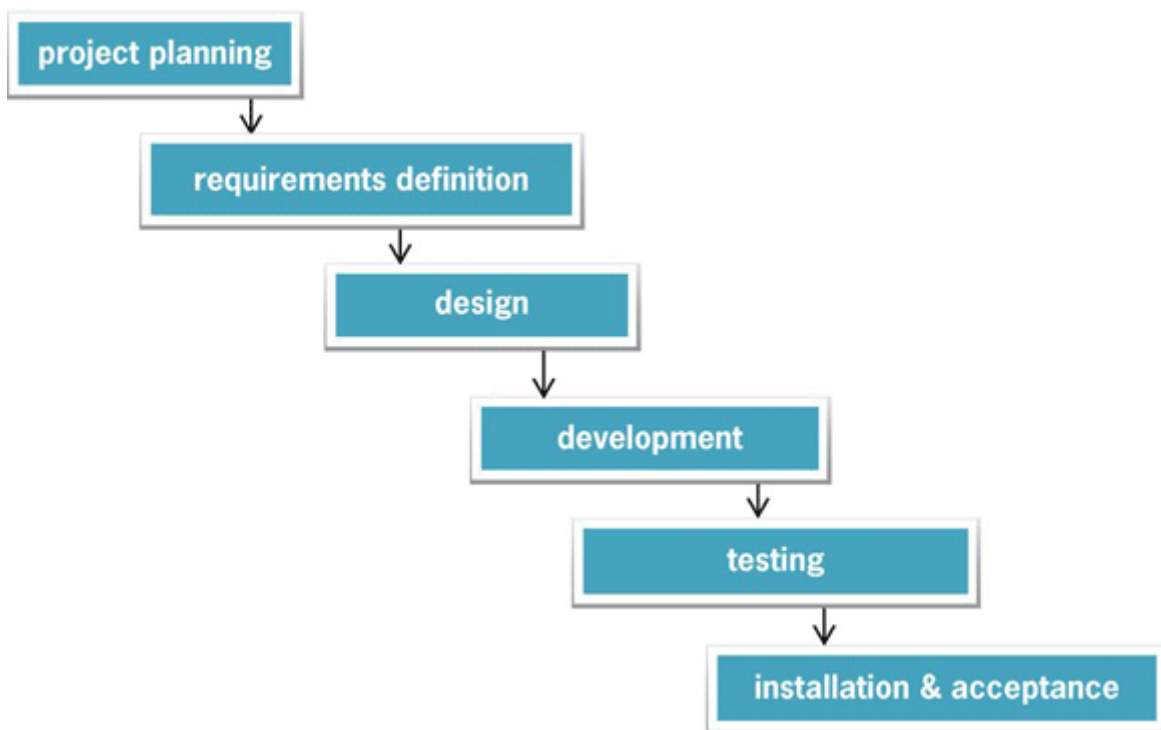 project planning
requirements definition
design
development
testing
installation & acceptance